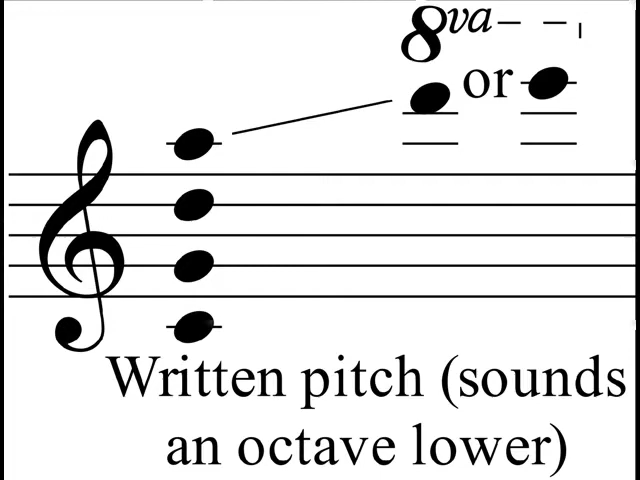 8va
or
Written pitch (sounds
an octave lower)